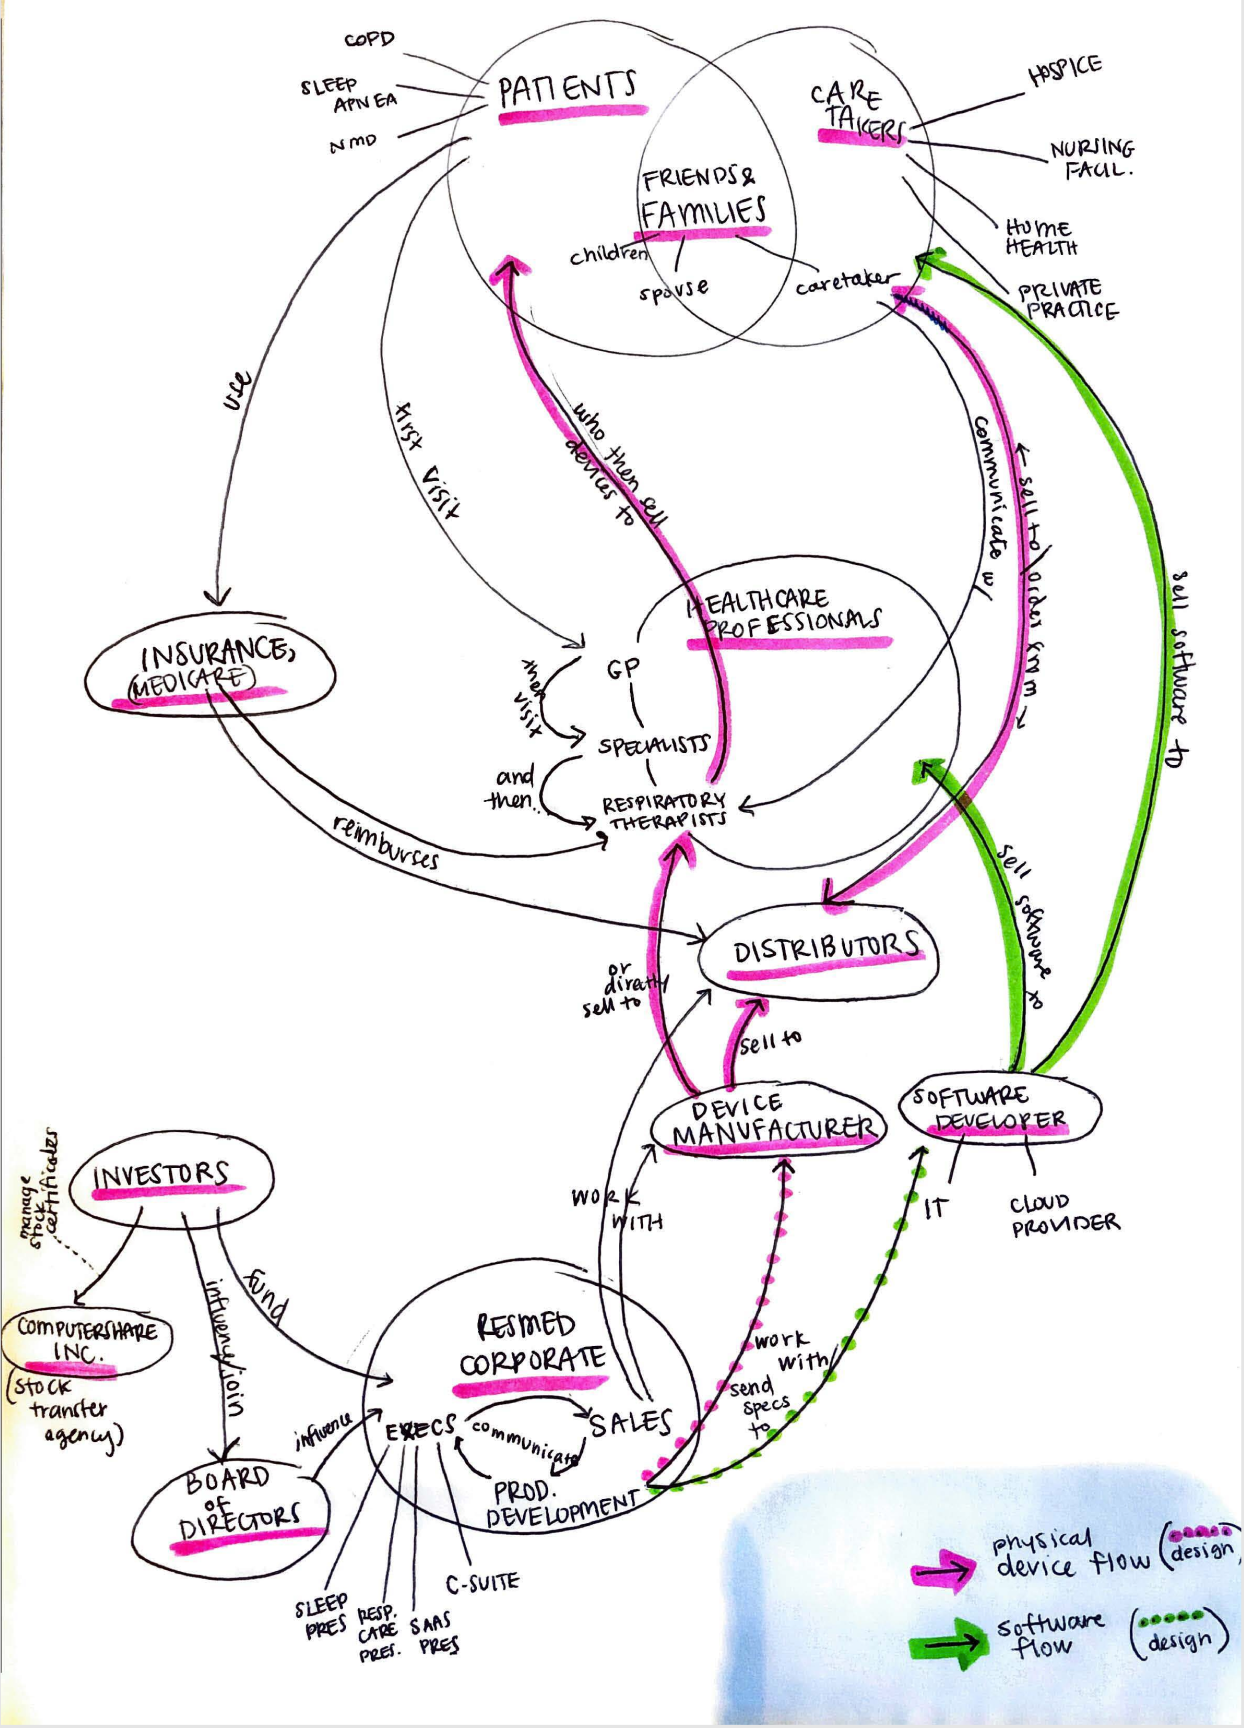 COPD
SLEEP
APNEA
NMD
PATIENTS
CARE
TAKERS
HOSPICE
NURSING
FACIL.
HOME
HEALTH
PRIVATE
PRACTICE
FRIENDS &
FAMILIES
children
spouse
caretaker
use
first visit
who then sell
devices to
communicate w/
← sell to / order from →
sell software to
HEALTHCARE
PROFESSIONALS
GP
then
visit
SPECIALISTS
and
then..
RESPIRATORY
THERAPISTS
INSURANCE,
(MEDICARE)
reimburses
sell software to
DISTRIBUTORS
or
directly
sell to
sell to
DEVICE
MANUFACTURER
SOFTWARE
DEVELOPER
IT
CLOUD
PROVIDER
WORK
WITH
INVESTORS
manage
stock
certificates
fund
influence/join
COMPUTERSHARE
INC.
(stock
transfer
agency)
RESMED
CORPORATE
EXECS
communicate
SALES
PROD.
DEVELOPMENT
influence
BOARD
OF
DIRECTORS
work
with/
send
specs
to
SLEEP
PRES
RESP.
CARE
PRES.
SAAS
PRES
C-SUITE
physical
device flow (design)
software
flow (design)